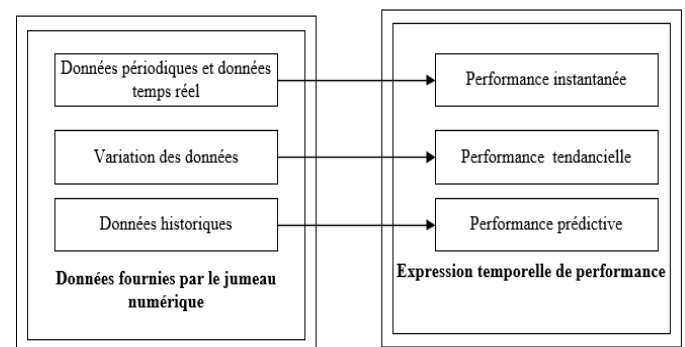 Données périodiques et données
temps réel
Performance instantanée
Variation des données
Performance tendancielle
Données historiques
Performance prédictive
Données fournies par le jumeau
numérique
Expression temporelle de performance